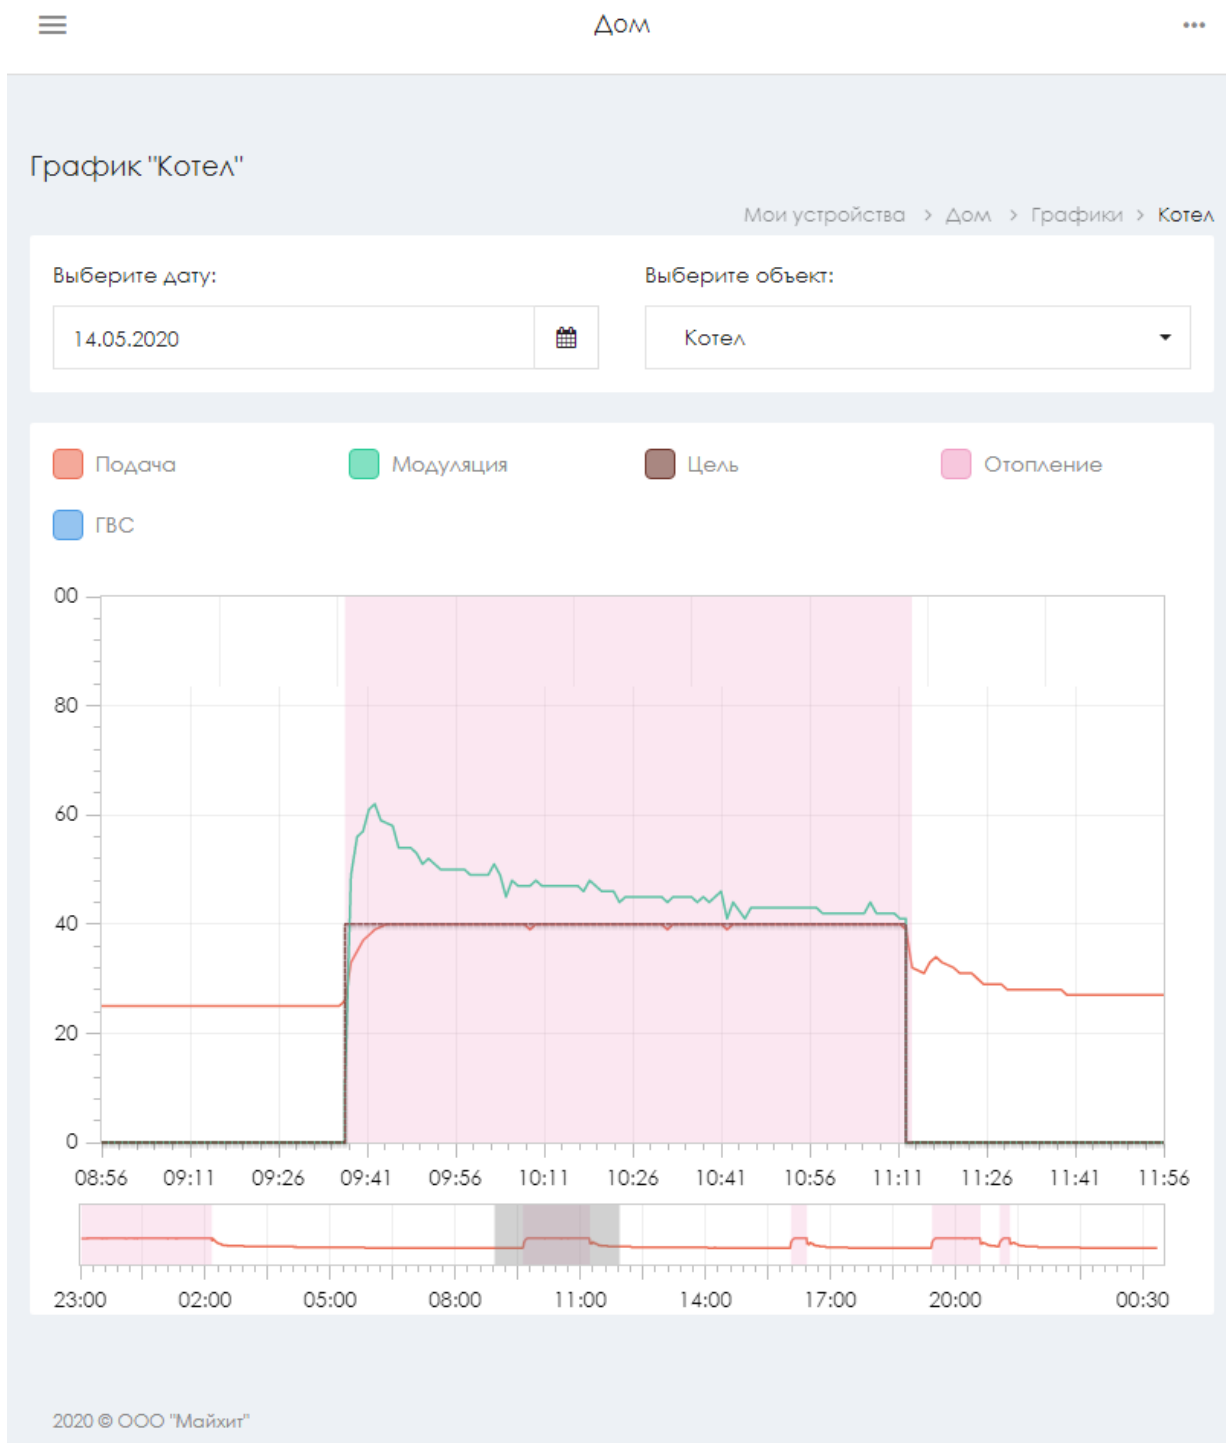 Дом
График "Котел"
Мои устройства > Дом > Графики > Котел
Выберите дату:
Выберите объект:
14.05.2020
Котел
Подача
Модуляция
Цель
Отопление
ГВС
00
80
60
40
20
0
08:56 09:11 09:26 09:41 09:56 10:11 10:26 10:41 10:56 11:11 11:26 11:41 11:56
23:00 02:00 05:00 08:00 11:00 14:00 17:00 20:00 00:30
2020 © ООО "Майхит"